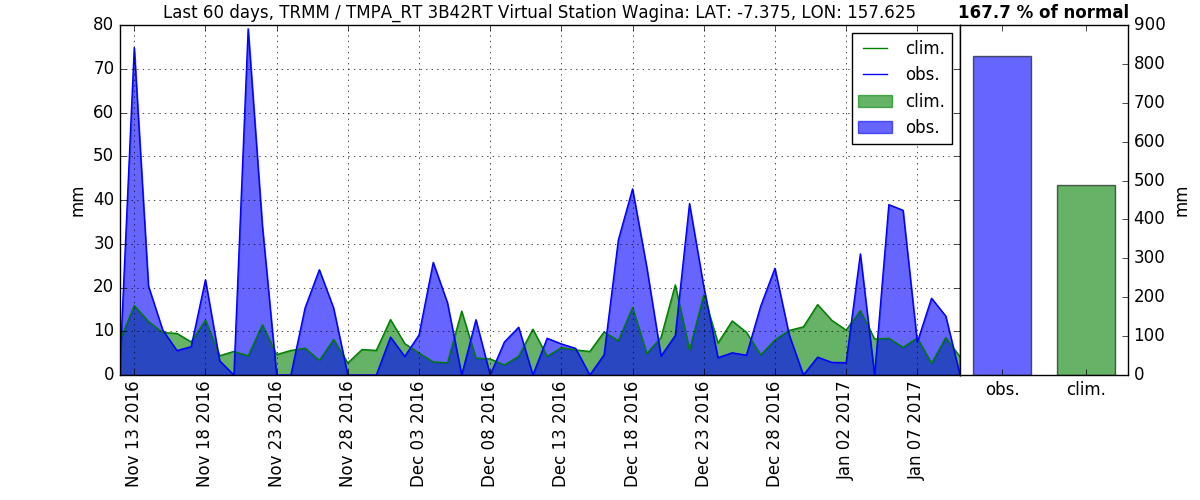 Last 60 days, TRMM / TMPA_RT 3B42RT Virtual Station Wagina: LAT: -7.375, LON: 157.625
167.7 % of normal
80
70
60
50
40
30
20
10
0
mm
clim.
obs.
clim.
obs.
Nov 13 2016
Nov 18 2016
Nov 23 2016
Nov 28 2016
Dec 03 2016
Dec 08 2016
Dec 13 2016
Dec 18 2016
Dec 23 2016
Dec 28 2016
Jan 02 2017
Jan 07 2017
900
800
700
600
500
400
300
200
100
0
mm
obs.
clim.